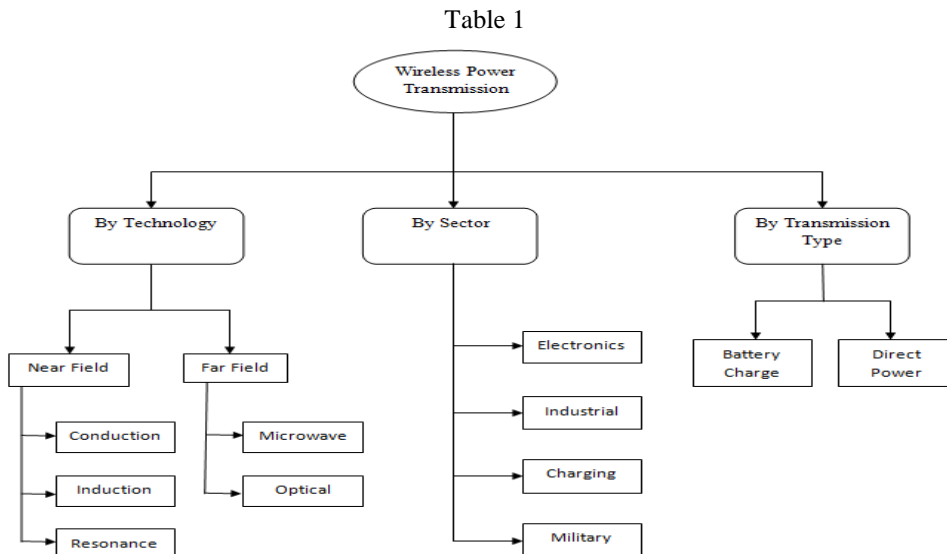 Table 1
Wireless Power
Transmission
By Technology
By Sector
By Transmission
Type
Near Field
Far Field
Conduction
Induction
Resonance
Microwave
Optical
Electronics
Industrial
Charging
Military
Battery
Charge
Direct
Power